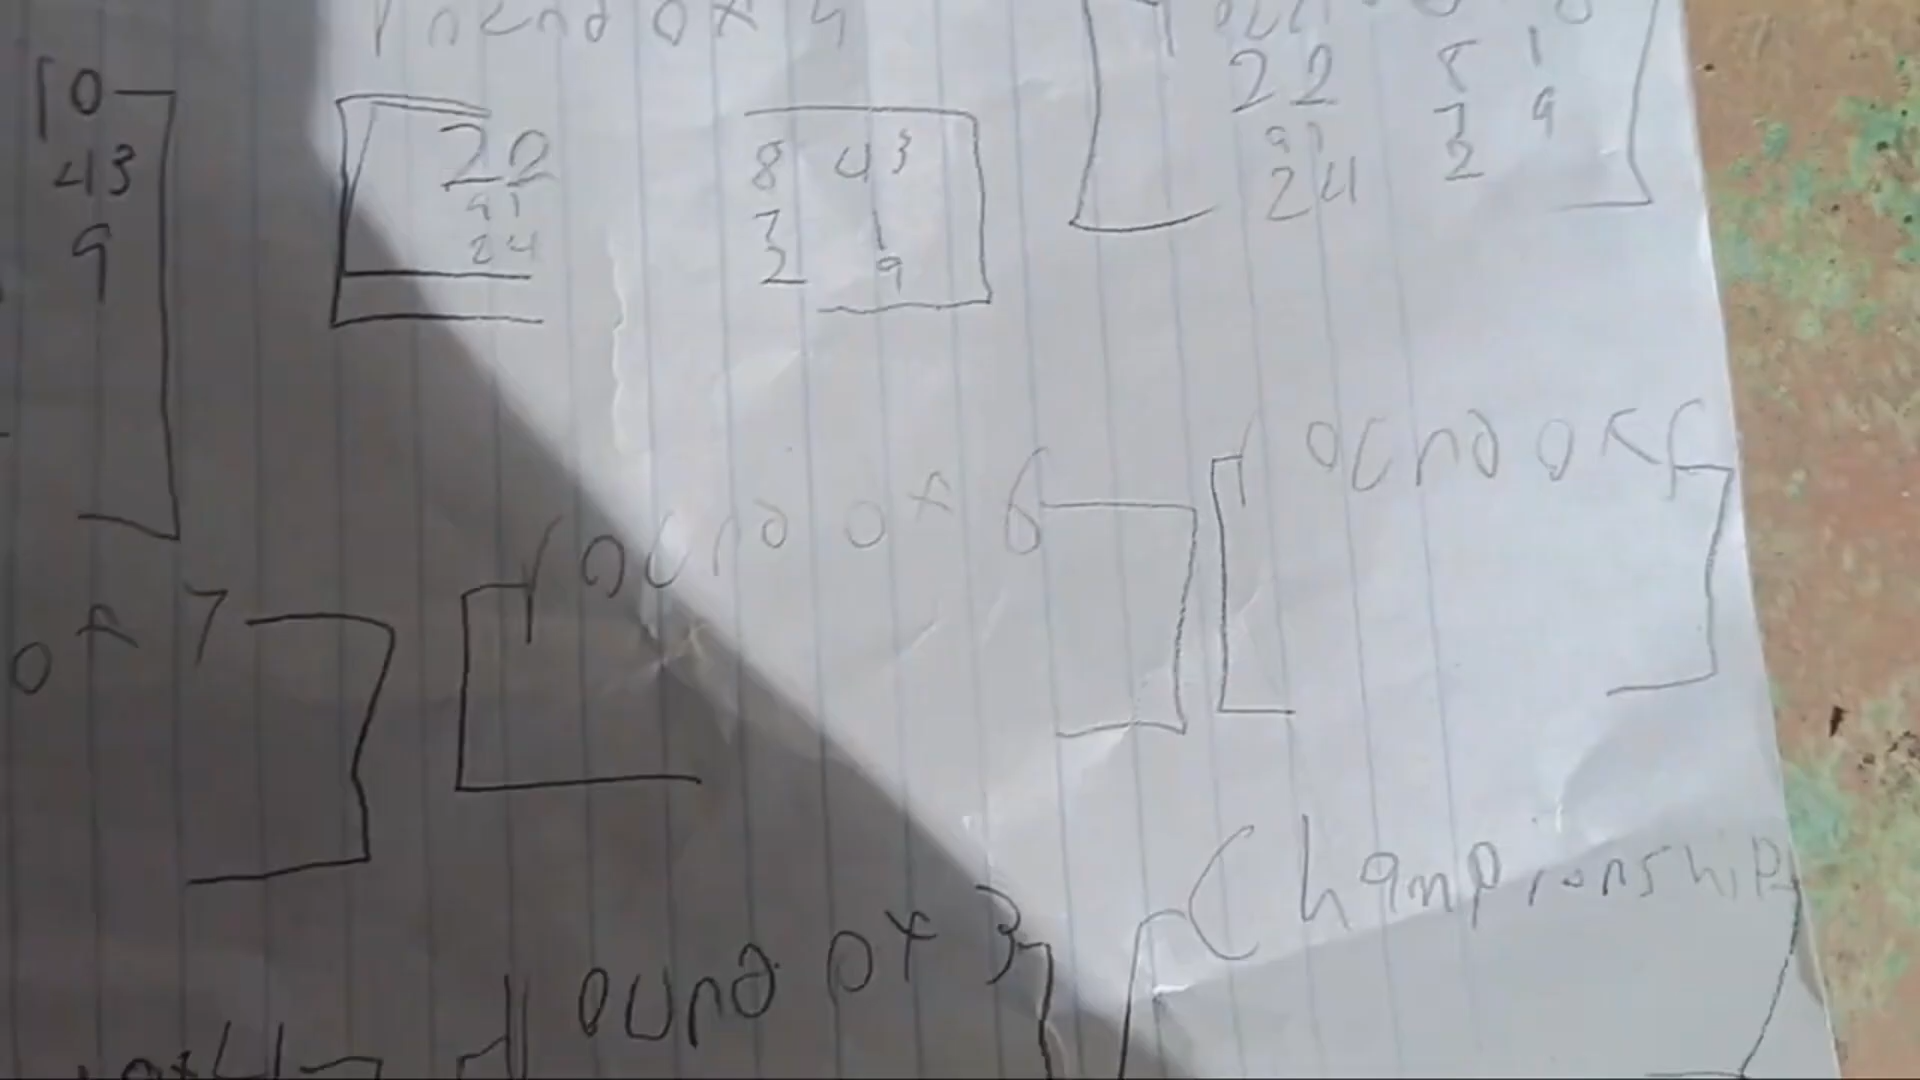 10
43
9
22
91
24
8 43
7 1
2 9
22 8 1
91 7 9
24 2
round of 6
round of
of 7
Championship
round of 3
of 4